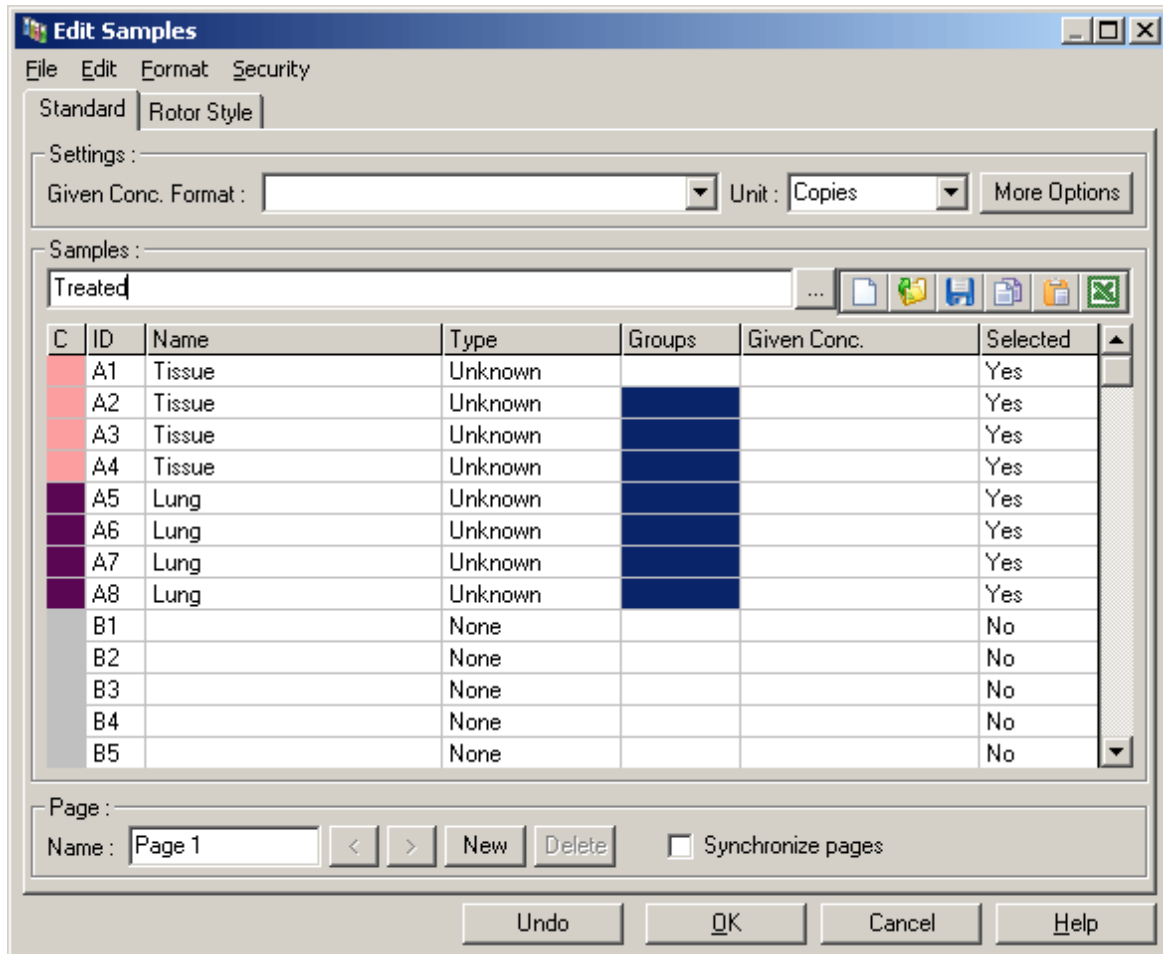 Edit Samples
File Edit Format Security
Standard Rotor Style
Settings :
Given Conc. Format : Unit : Copies More Options
Samples :
Treated ...
C ID Name Type Groups Given Conc. Selected
A1 Tissue Unknown Yes
A2 Tissue Unknown Yes
A3 Tissue Unknown Yes
A4 Tissue Unknown Yes
A5 Lung Unknown Yes
A6 Lung Unknown Yes
A7 Lung Unknown Yes
A8 Lung Unknown Yes
B1 None No
B2 None No
B3 None No
B4 None No
B5 None No
Page :
Name : Page 1 < > New Delete Synchronize pages
Undo OK Cancel Help